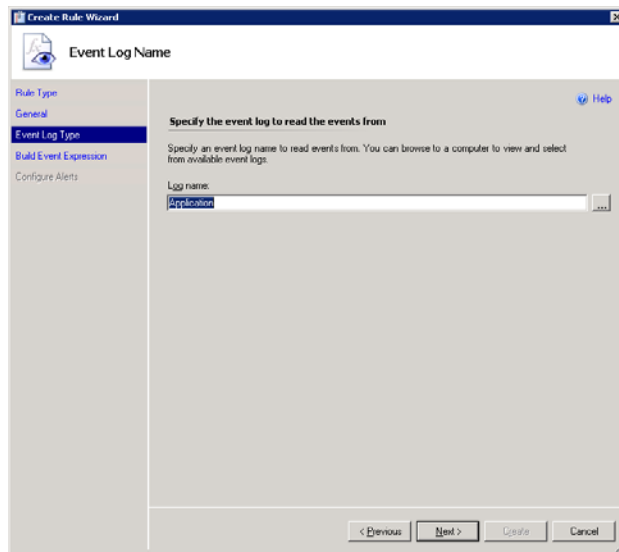 Create Rule Wizard
Event Log Name
Rule Type
General
Event Log Type
Build Event Expression
Configure Alerts
Help
Specify the event log to read the events from
Specify an event log name to read events from. You can browse to a computer to view and select
from available event logs.
Log name:
Application
...
< Previous
Next >
Create
Cancel